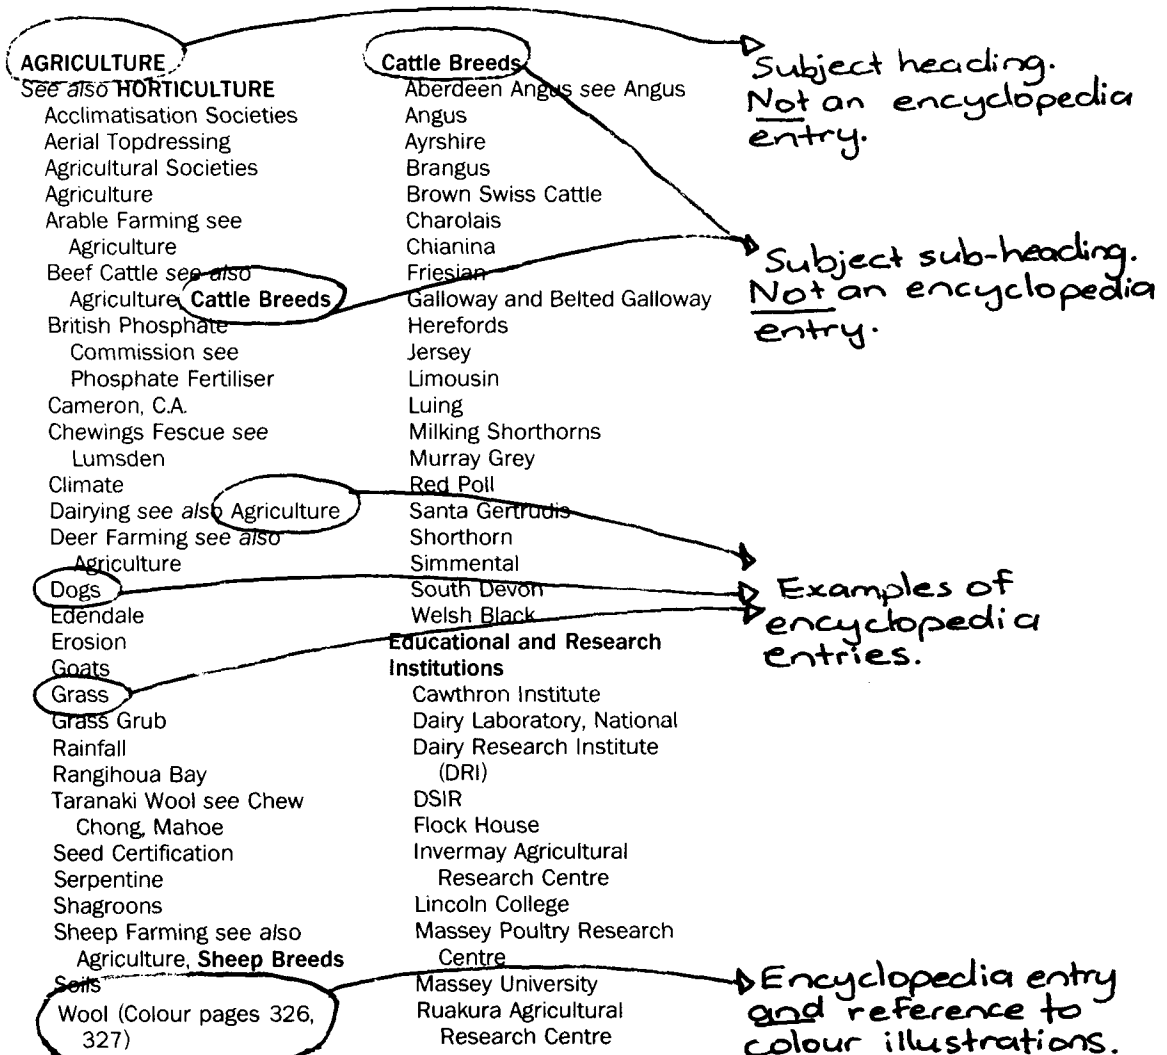 AGRICULTURE
See also HORTICULTURE
Acclimatisation Societies
Aerial Topdressing
Agricultural Societies
Agriculture
Arable Farming see
Agriculture
Beef Cattle see also
Agriculture, Cattle Breeds
British Phosphate
Commission see
Phosphate Fertiliser
Cameron, C.A.
Chewings Fescue see
Lumsden
Climate
Dairying see also Agriculture
Deer Farming see also
Agriculture
Dogs
Edendale
Erosion
Goats
Grass
Grass Grub
Rainfall
Rangihoua Bay
Taranaki Wool see Chew
Chong, Mahoe
Seed Certification
Serpentine
Shagroons
Sheep Farming see also
Agriculture, Sheep Breeds
Soils
Wool (Colour pages 326,
327)
Cattle Breeds
Aberdeen Angus see Angus
Angus
Ayrshire
Brangus
Brown Swiss Cattle
Charolais
Chianina
Friesian
Galloway and Belted Galloway
Herefords
Jersey
Limousin
Luing
Milking Shorthorns
Murray Grey
Red Poll
Santa Gertrudis
Shorthorn
Simmental
South Devon
Welsh Black
Educational and Research
Institutions
Cawthron Institute
Dairy Laboratory, National
Dairy Research Institute
(DRI)
DSIR
Flock House
Invermay Agricultural
Research Centre
Lincoln College
Massey Poultry Research
Centre
Massey University
Ruakura Agricultural
Research Centre
Subject heading.
Not an encyclopedia
entry.
Subject sub-heading.
Not an encyclopedia
entry.
Examples of
encyclopedia
entries.
Encyclopedia entry
and reference to
colour illustrations.